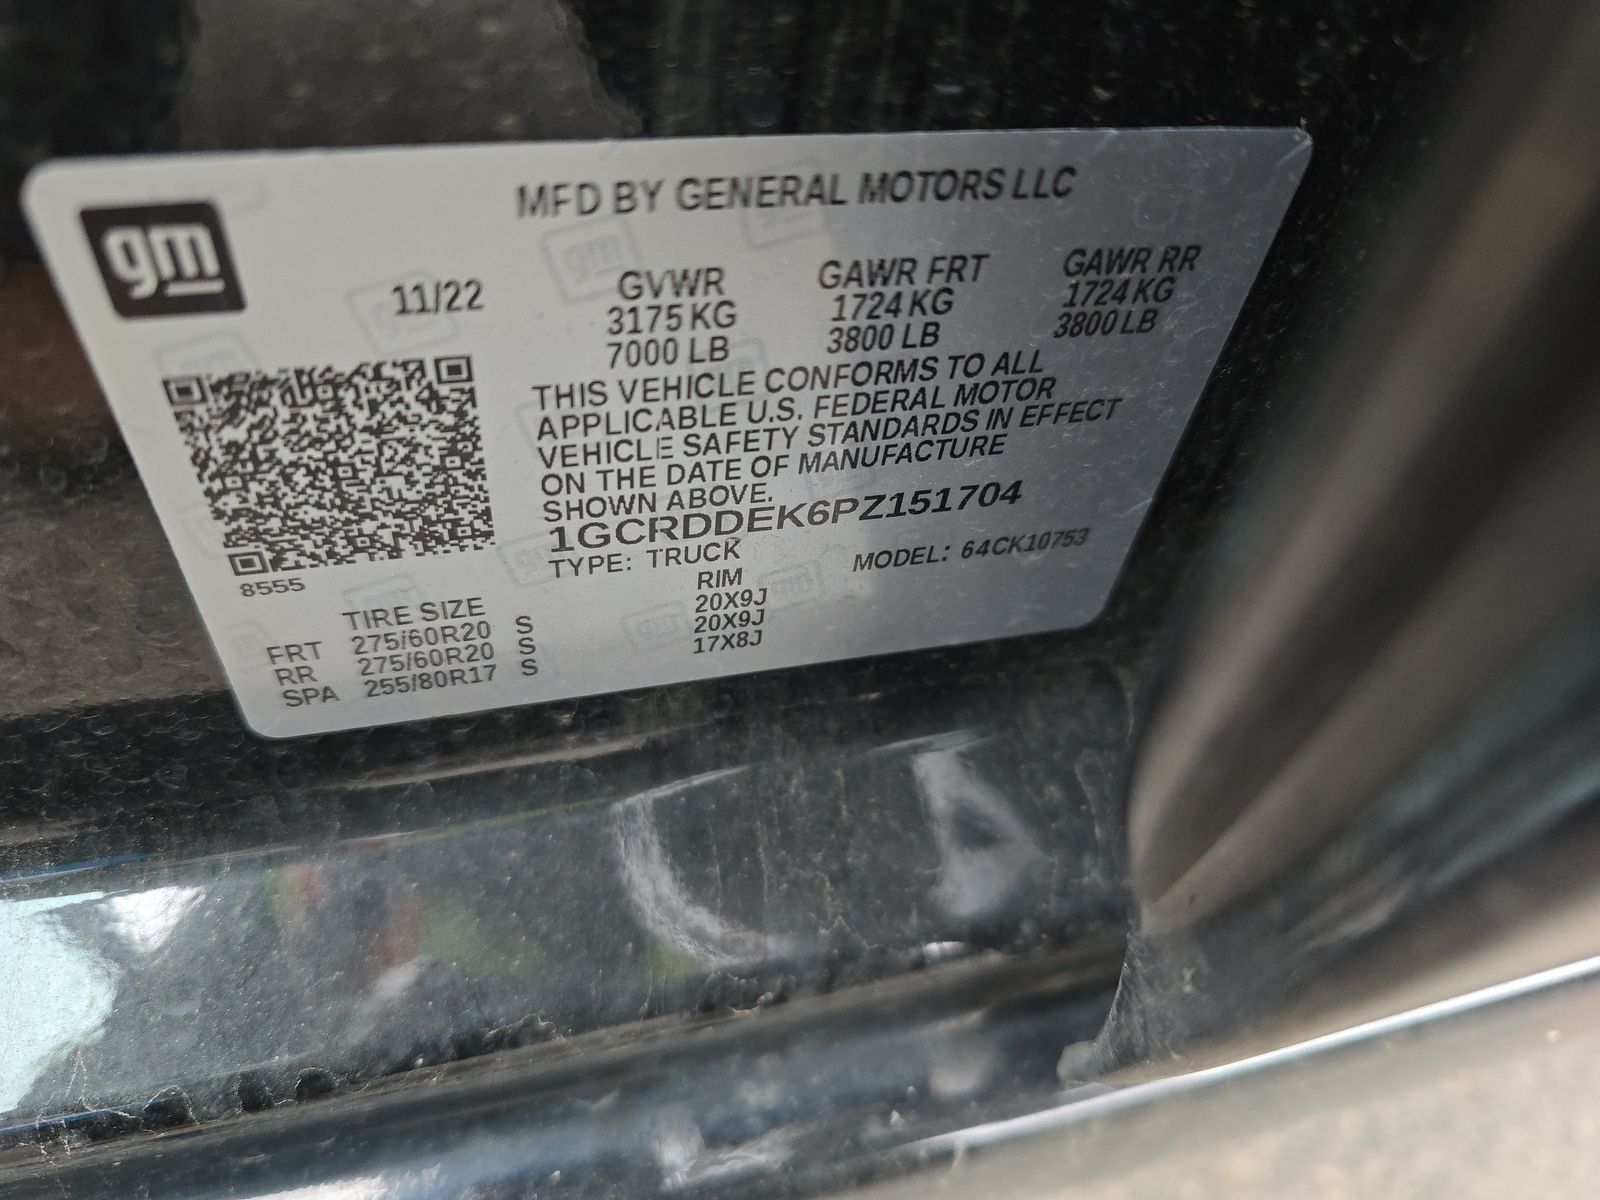 gm
MFD BY GENERAL MOTORS LLC
11/22 GVWR GAWR FRT GAWR RR
3175 KG 1724 KG 1724 KG
7000 LB 3800 LB 3800 LB
THIS VEHICLE CONFORMS TO ALL
APPLICABLE U.S. FEDERAL MOTOR
VEHICLE SAFETY STANDARDS IN EFFECT
ON THE DATE OF MANUFACTURE
SHOWN ABOVE.
1GCRDDEK6PZ151704
TYPE: TRUCK MODEL: 64CK10753
8555
TIRE SIZE RIM
FRT 275/60R20 S 20X9J
RR 275/60R20 S 20X9J
SPA 255/80R17 S 17X8J